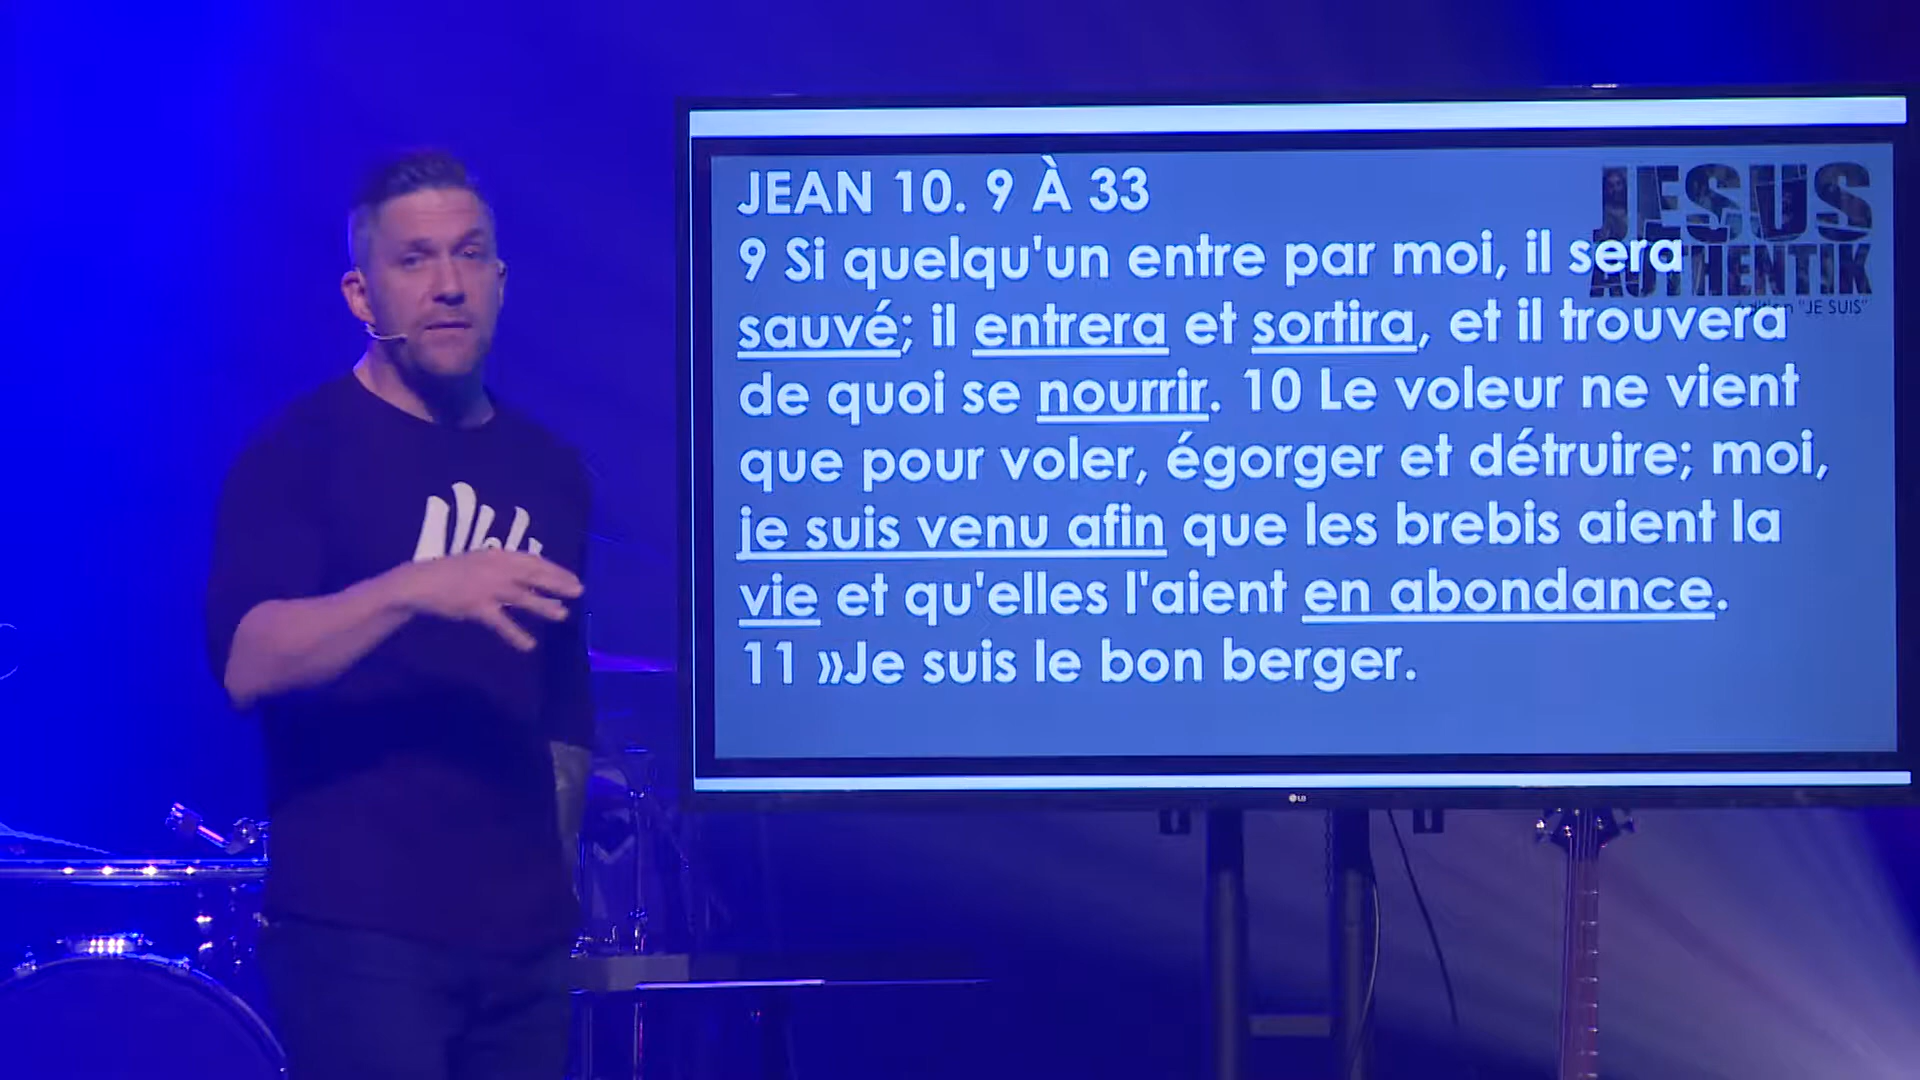 JEAN 10. 9 À 33
9 Si quelqu'un entre par moi, il sera
sauvé; il entrera et sortira, et il trouvera
de quoi se nourrir. 10 Le voleur ne vient
que pour voler, égorger et détruire; moi,
je suis venu afin que les brebis aient la
vie et qu'elles l'aient en abondance.
11 »Je suis le bon berger.
JESUS
AUTHENTIK
"JE SUIS"
LG